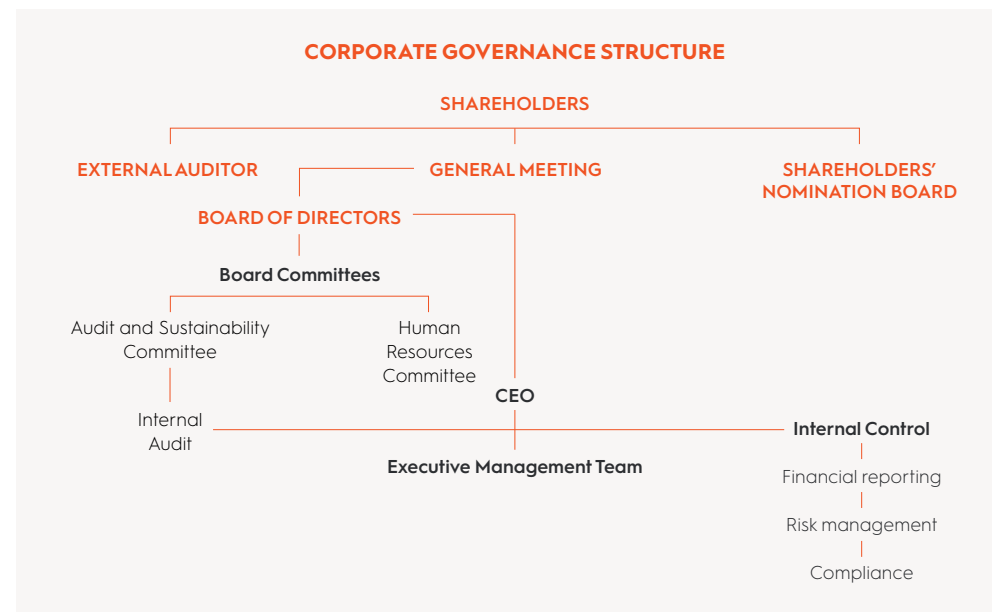 CORPORATE GOVERNANCE STRUCTURE
SHAREHOLDERS
EXTERNAL AUDITOR
GENERAL MEETING
SHAREHOLDERS’
NOMINATION BOARD
BOARD OF DIRECTORS
Board Committees
Audit and Sustainability
Committee
Human
Resources
Committee
CEO
Internal
Audit
Internal Control
Executive Management Team
Financial reporting
Risk management
Compliance